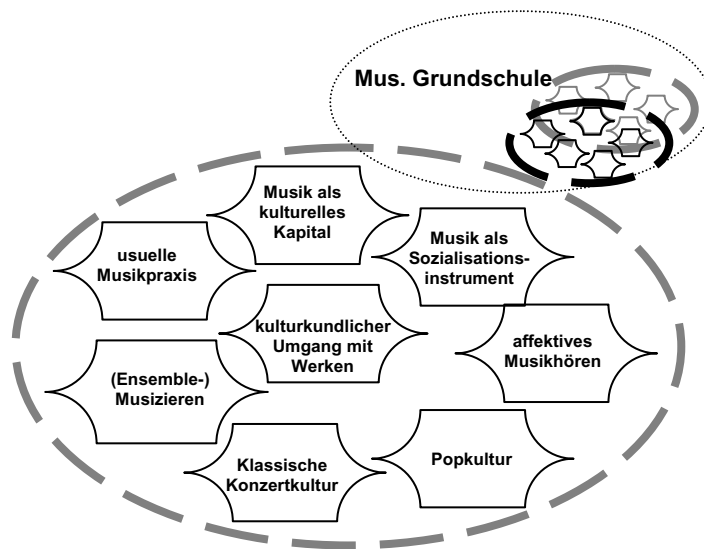 Mus. Grundschule
Musik als
kulturelles
Kapital
usuelle
Musikpraxis
Musik als
Sozialisations-
instrument
kulturkundlicher
Umgang mit
Werken
affektives
Musikhören
(Ensemble-)
Musizieren
Klassische
Konzertkultur
Popkultur